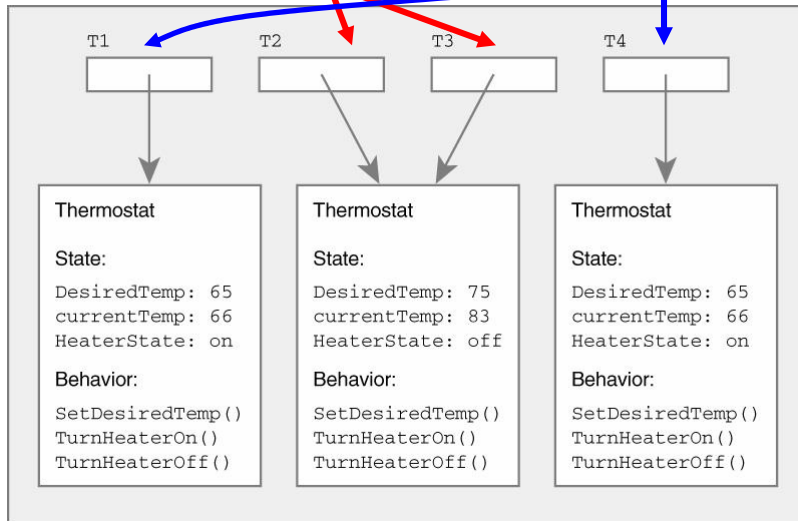 T1
T2
T3
T4
Thermostat
State:
DesiredTemp: 65
currentTemp: 66
HeaterState: on
Behavior:
SetDesiredTemp()
TurnHeaterOn()
TurnHeaterOff()
Thermostat
State:
DesiredTemp: 75
currentTemp: 83
HeaterState: off
Behavior:
SetDesiredTemp()
TurnHeaterOn()
TurnHeaterOff()
Thermostat
State:
DesiredTemp: 65
currentTemp: 66
HeaterState: on
Behavior:
SetDesiredTemp()
TurnHeaterOn()
TurnHeaterOff()